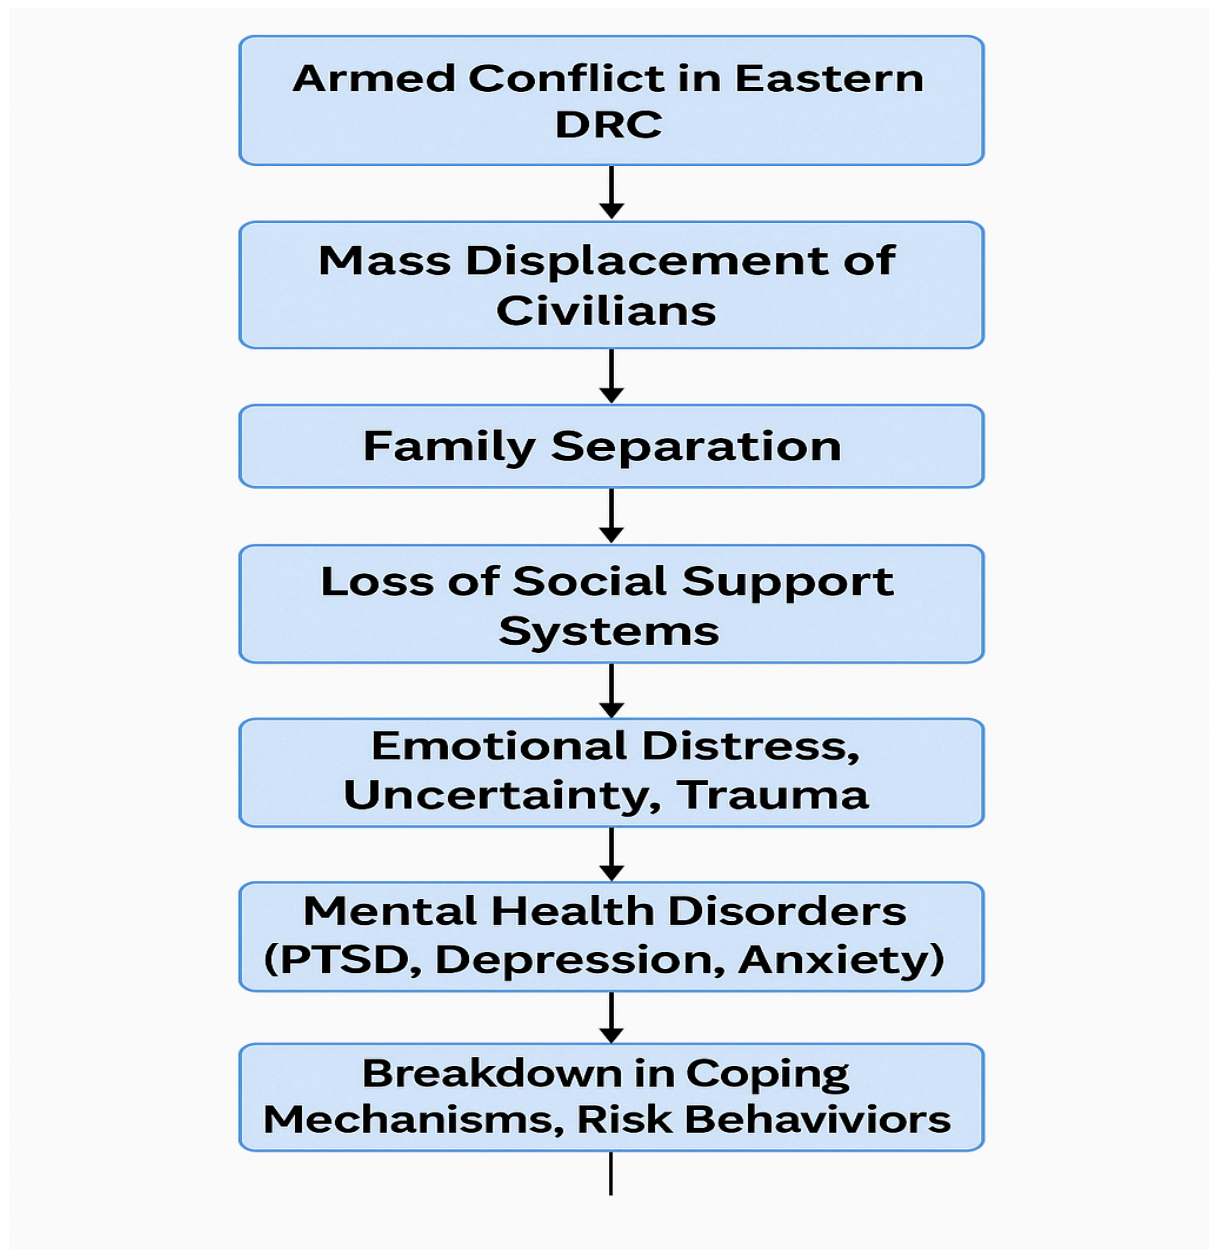 Armed Conflict in Eastern
DRC
Mass Displacement of
Civilians
Family Separation
Loss of Social Support
Systems
Emotional Distress,
Uncertainty, Trauma
Mental Health Disorders
(PTSD, Depression, Anxiety)
Breakdown in Coping
Mechanisms, Risk Behaviviors